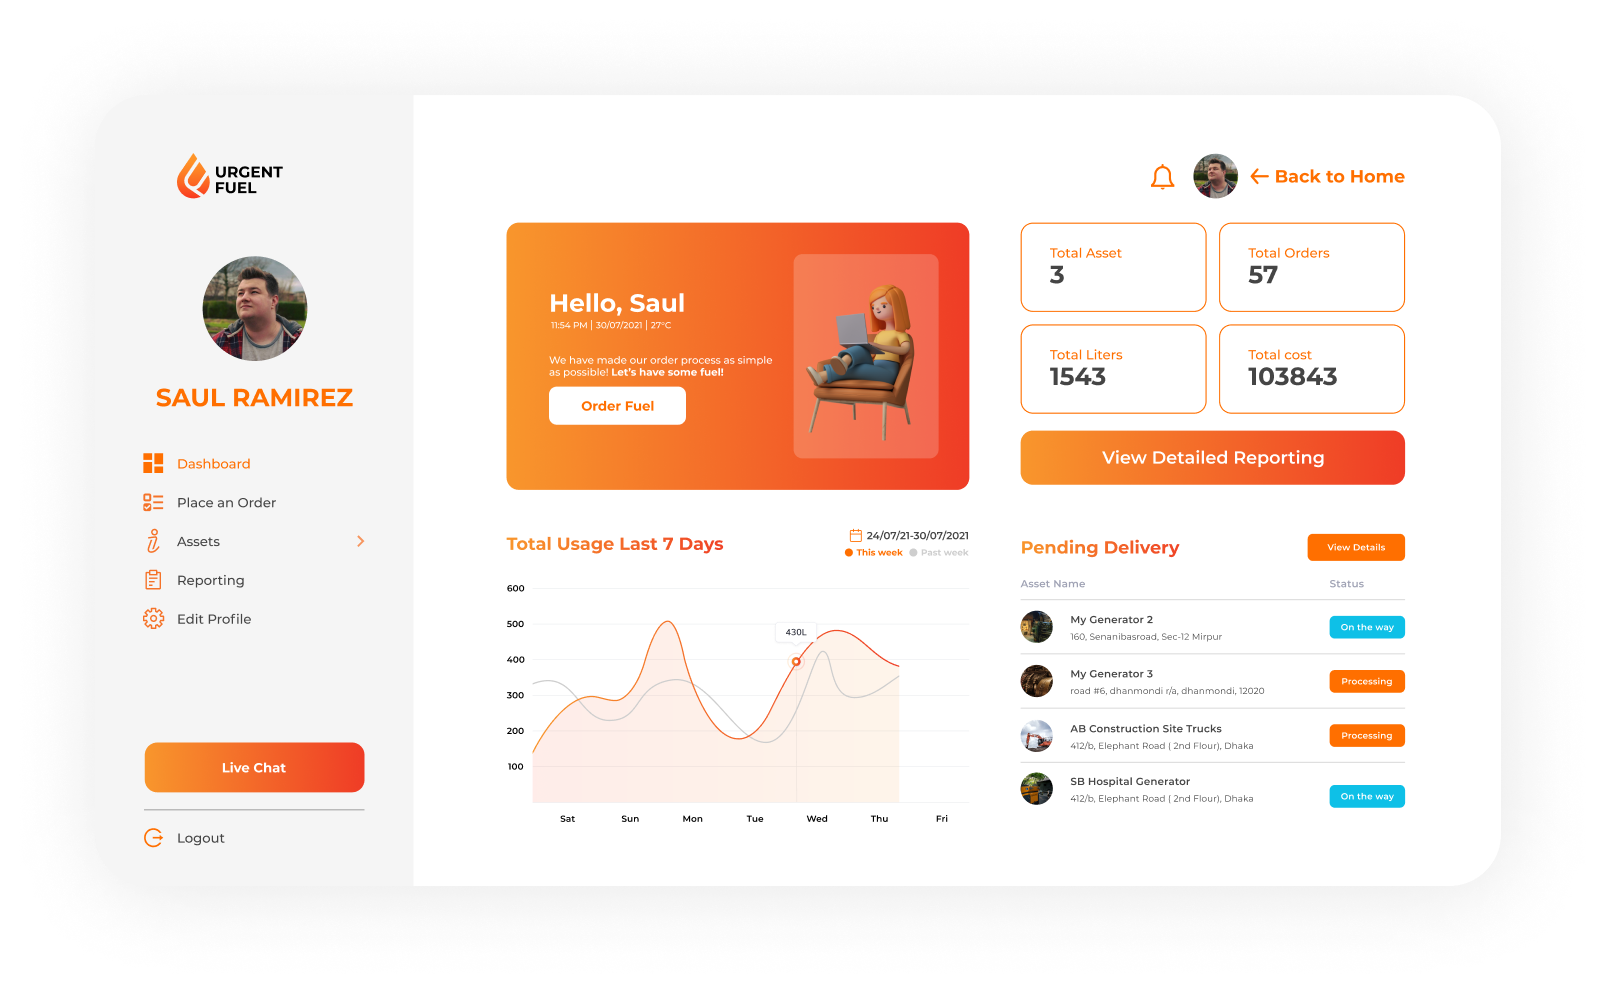 URGENT
FUEL
SAUL RAMIREZ
Dashboard
Place an Order
Assets
Reporting
Edit Profile
Live Chat
Logout
Back to Home
Hello, Saul
11:54 PM | 30/07/2021 | 27°C
We have made our order process as simple
as possible! Let's have some fuel!
Order Fuel
Total Asset
3
Total Orders
57
Total Liters
1543
Total cost
103843
View Detailed Reporting
Total Usage Last 7 Days
24/07/21-30/07/2021
This week Past week
600
500
400
300
200
100
430L
Sat Sun Mon Tue Wed Thu Fri
Pending Delivery
View Details
Asset Name Status
My Generator 2
160, Senanibasroad, Sec-12 Mirpur
On the way
My Generator 3
road #6, dhanmondi r/a, dhanmondi, 12020
Processing
AB Construction Site Trucks
412/b, Elephant Road ( 2nd Flour), Dhaka
Processing
SB Hospital Generator
412/b, Elephant Road ( 2nd Flour), Dhaka
On the way